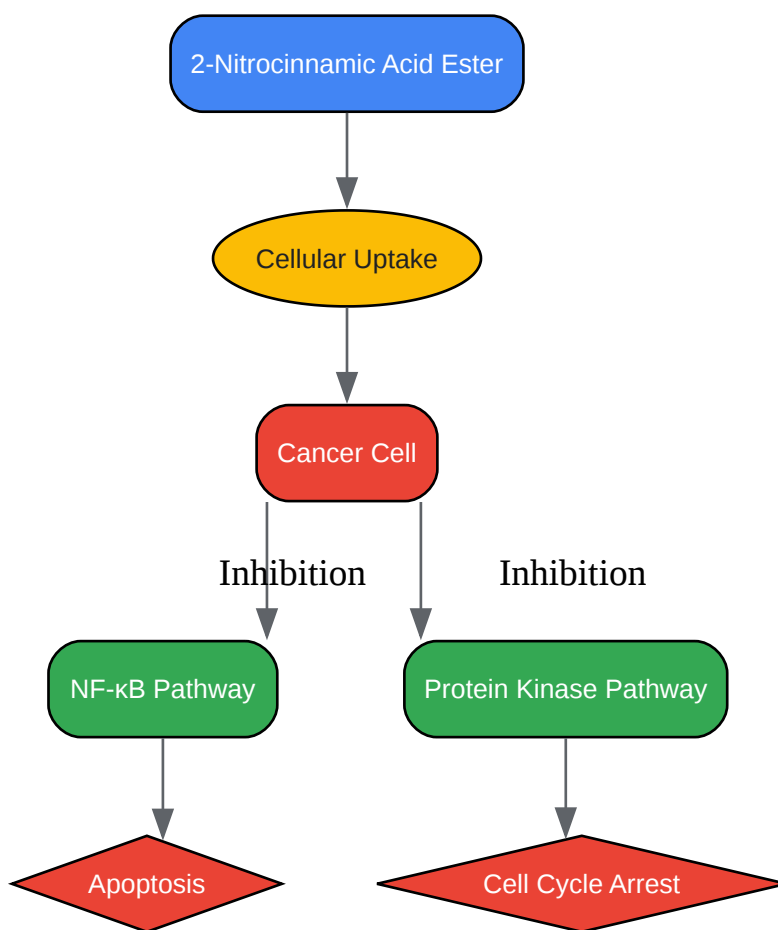 2-Nitrocinnamic Acid Ester
Cellular Uptake
Cancer Cell
Inhibition
Inhibition
NF-κB Pathway
Protein Kinase Pathway
Apoptosis
Cell Cycle Arrest